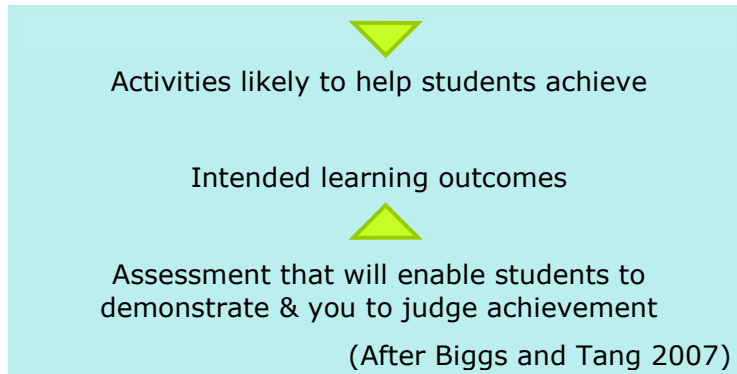 Activities likely to help students achieve
Intended learning outcomes
Assessment that will enable students to
demonstrate & you to judge achievement
(After Biggs and Tang 2007)